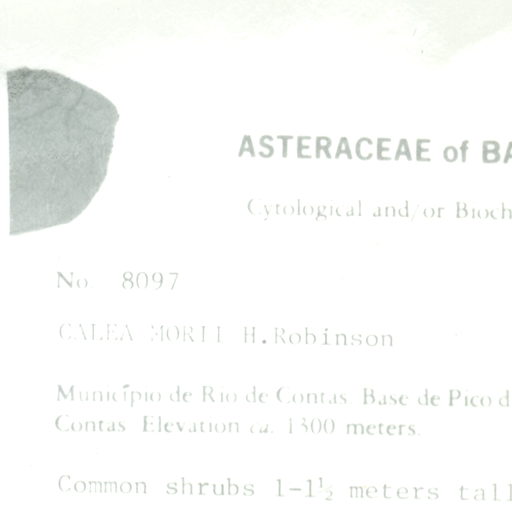 ASTERACEAE of BA
Cytological and/or Bioch
No. 8097
CALEA MORII H.Robinson
Município de Rio de Contas. Base de Pico d
Contas. Elevation ca. 1300 meters.
Common shrubs 1-1½ meters tall